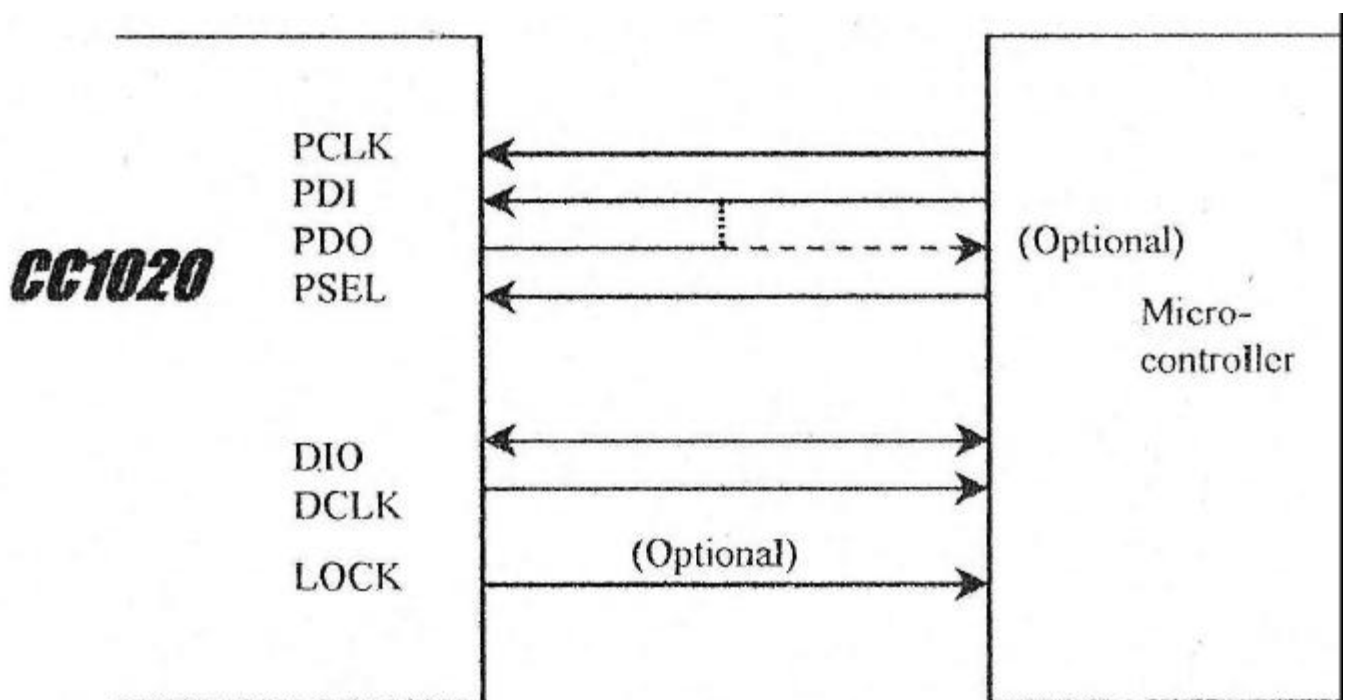 PCLK
PDI
PDO
(Optional)
CC1020
PSEL
Micro-
controller
DIO
DCLK
(Optional)
LOCK